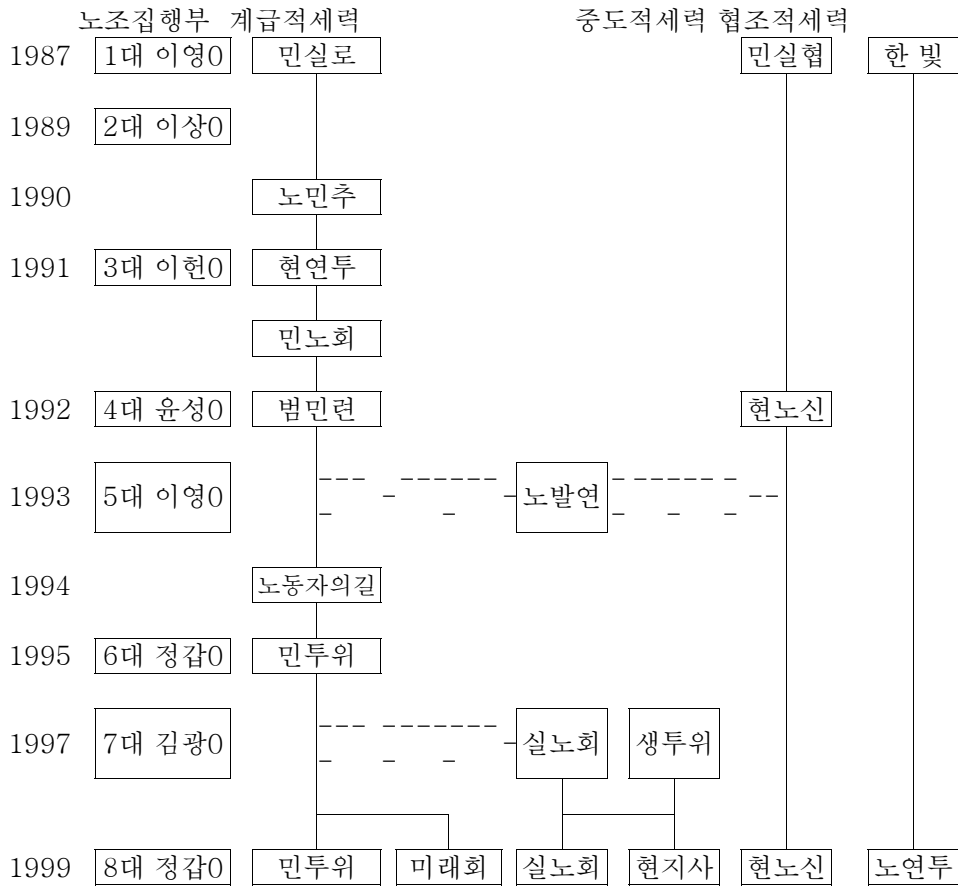 노조집행부 계급적세력 중도적세력 협조적세력
1987 1대 이영0 민실로 민실협 한 빛
1989 2대 이상0
1990 노민추
1991 3대 이헌0 현연투
민노회
1992 4대 윤성0 범민련 현노신
1993 5대 이영0 노발연
1994 노동자의길
1995 6대 정갑0 민투위
1997 7대 김광0 실노회 생투위
1999 8대 정갑0 민투위 미래회 실노회 현지사 현노신 노연투